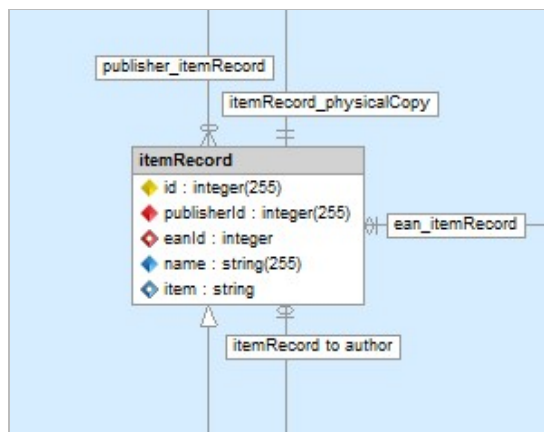 publisher_itemRecord
itemRecord_physicalCopy
itemRecord
id : integer(255)
publisherId : integer(255)
eanId : integer
name : string(255)
item : string
ean_itemRecord
itemRecord to author